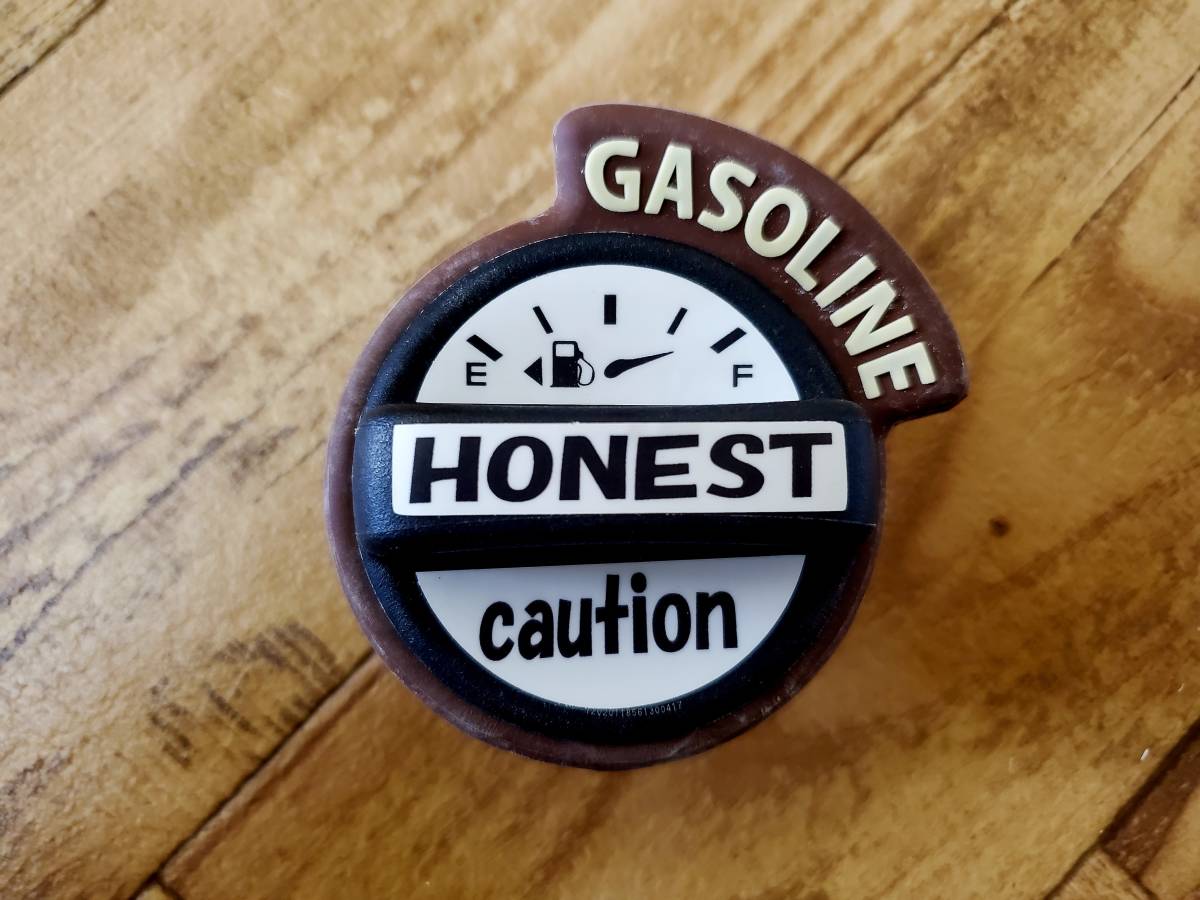 GASOLINE
E F
HONEST
caution